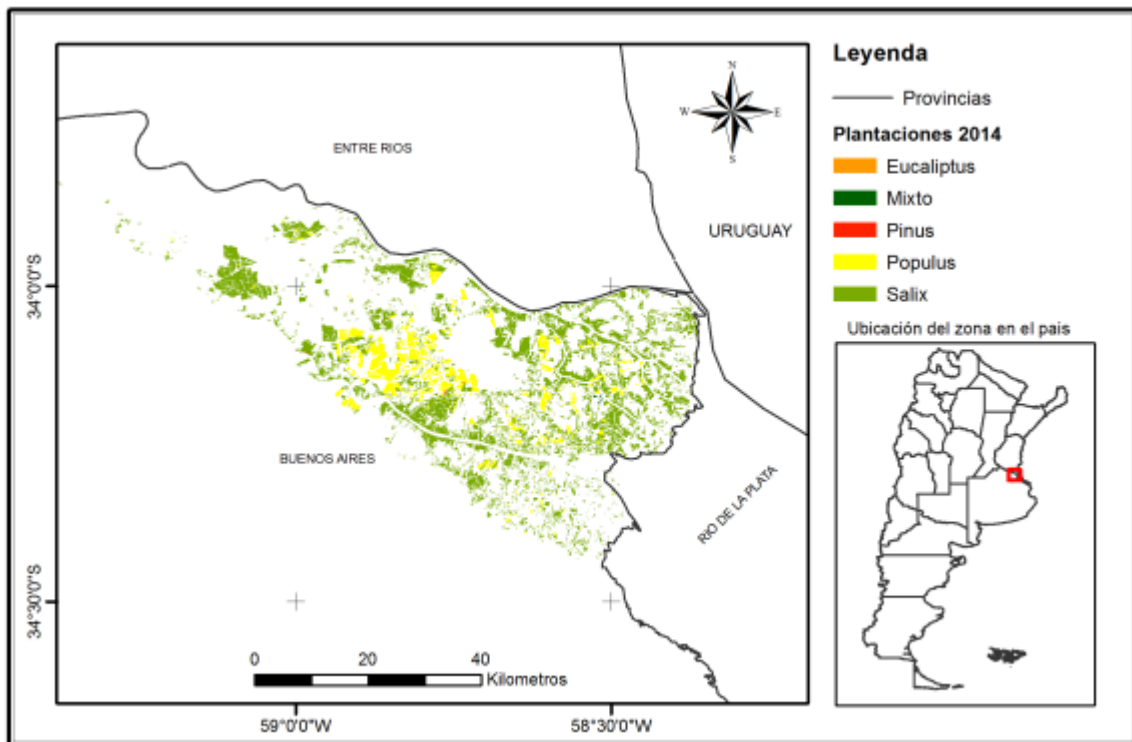 ENTRE RIOS
N
W
E
S
URUGUAY
34°0'0"S
BUENOS AIRES
RIO DE LA PLATA
34°30'0"S
0
20
40
Kilometros
59°0'0"W
58°30'0"W
Leyenda
Provincias
Plantaciones 2014
Eucaliptus
Mixto
Pinus
Populus
Salix
Ubicación del zona en el pais